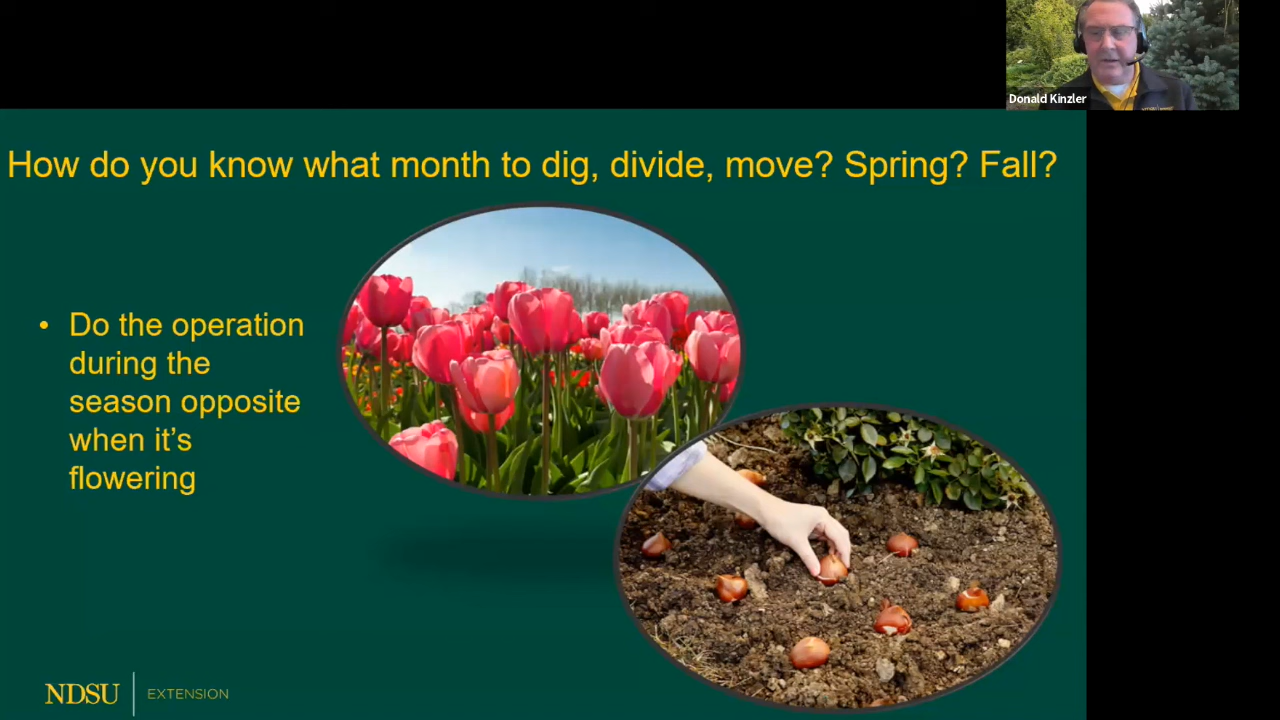 Donald Kinzler
How do you know what month to dig, divide, move? Spring? Fall?
• Do the operation
during the
season opposite
when it's
flowering
NDSU EXTENSION